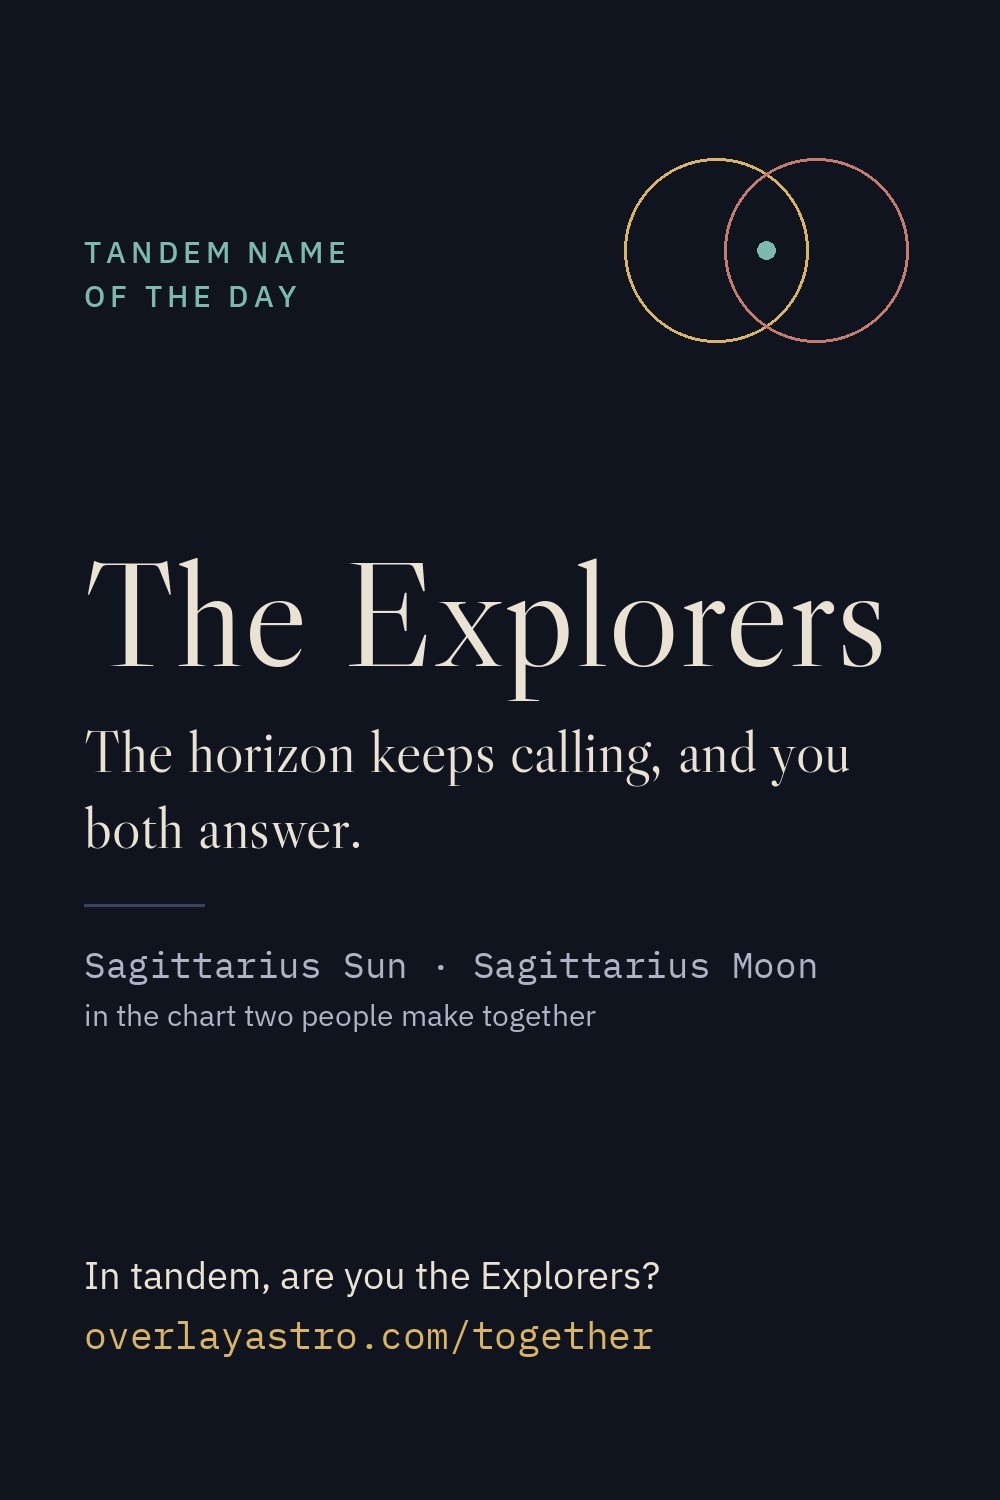 TANDEM NAME
OF THE DAY
The Explorers
The horizon keeps calling, and you
both answer.
Sagittarius Sun · Sagittarius Moon
in the chart two people make together
In tandem, are you the Explorers?
overlayastro.com/together